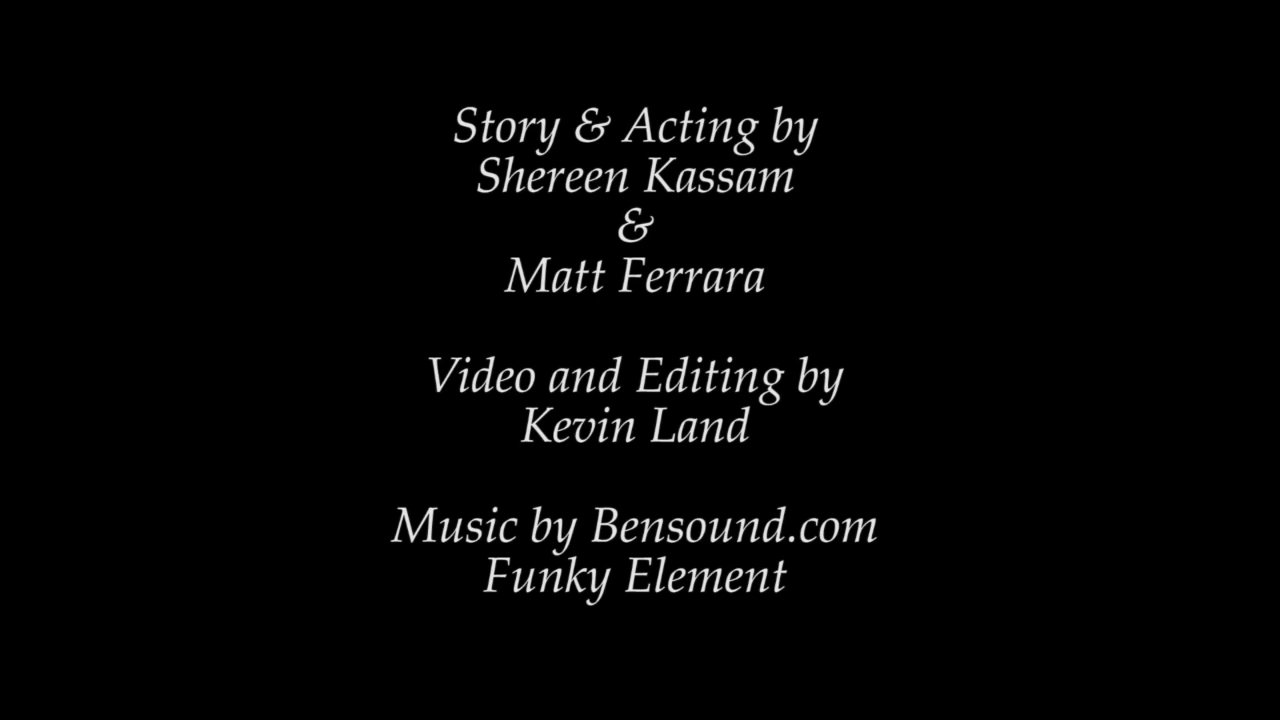 Story & Acting by
Shereen Kassam
&
Matt Ferrara
Video and Editing by
Kevin Land
Music by Bensound.com
Funky Element